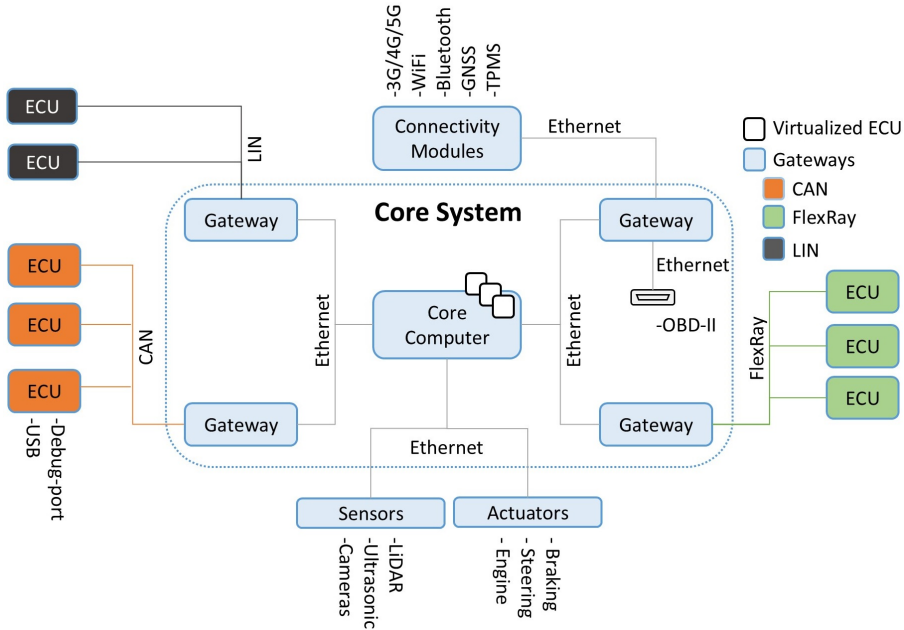 -3G/4G/5G
-WiFi
-Bluetooth
-GNSS
-TPMS
Connectivity
Modules
Ethernet
Virtualized ECU
Gateways
CAN
FlexRay
LIN
ECU
ECU
LIN
Core System
Gateway
Gateway
Ethernet
-OBD-II
ECU
ECU
ECU
CAN
-Debug-port
-USB
Ethernet
Core
Computer
Ethernet
FlexRay
ECU
ECU
ECU
Gateway
Gateway
Ethernet
Sensors
Actuators
-LiDAR
-Ultrasonic
-Cameras
- Braking
- Steering
- Engine